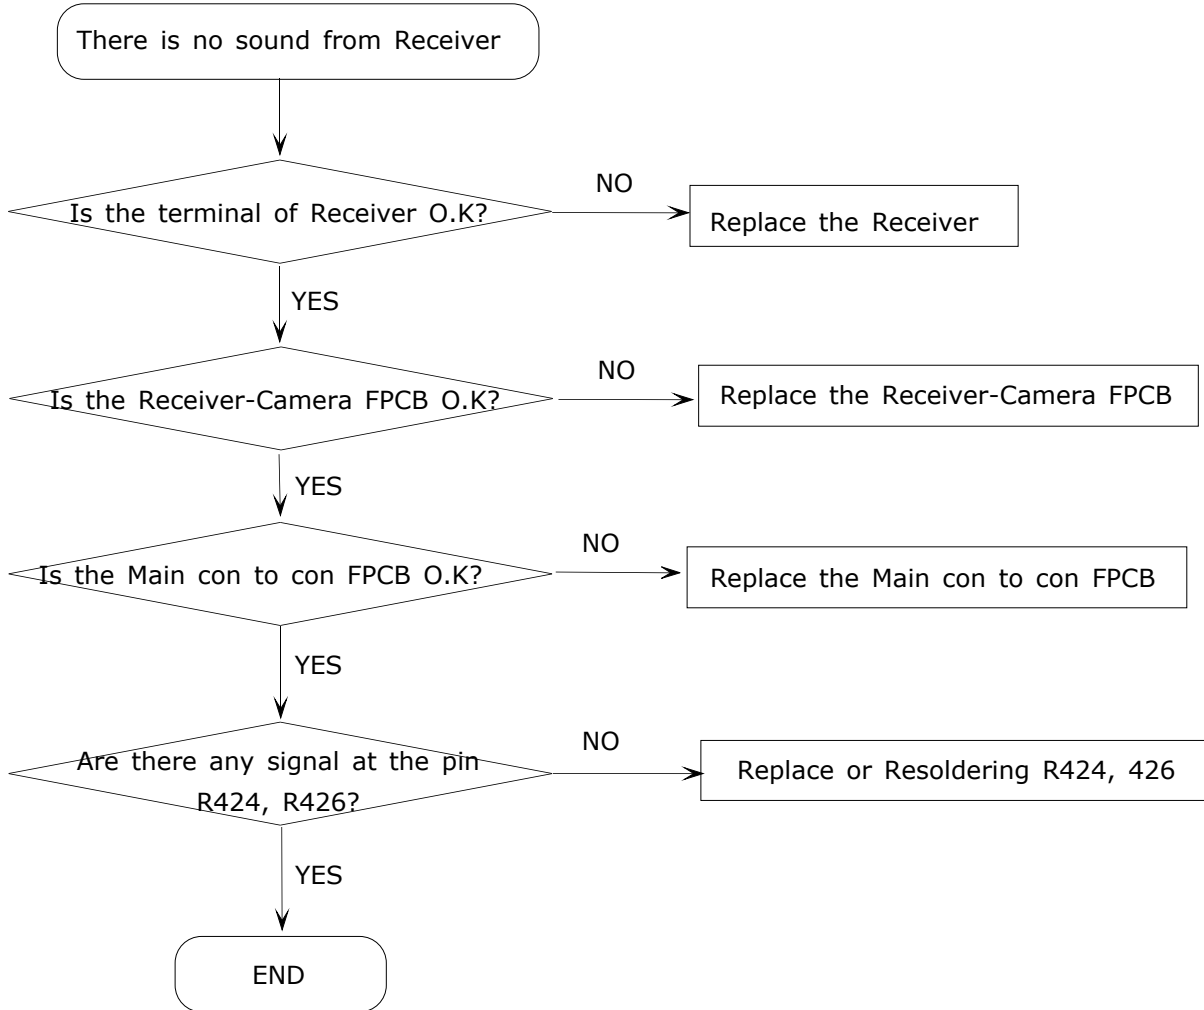 There is no sound from Receiver
Is the terminal of Receiver O.K?
NO
Replace the Receiver
YES
Is the Receiver-Camera FPCB O.K?
NO
Replace the Receiver-Camera FPCB
YES
Is the Main con to con FPCB O.K?
NO
Replace the Main con to con FPCB
YES
Are there any signal at the pin
R424, R426?
NO
Replace or Resoldering R424, 426
YES
END